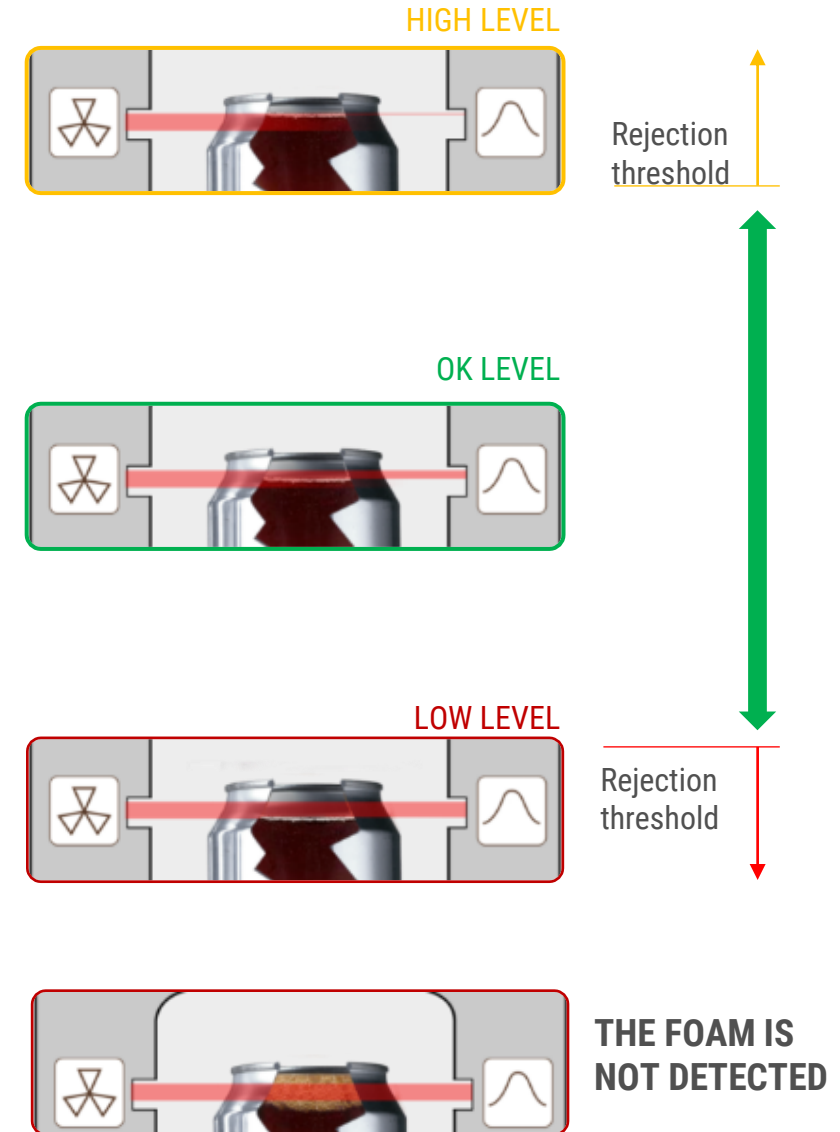 HIGH LEVEL
Rejection
threshold
OK LEVEL
LOW LEVEL
Rejection
threshold
THE FOAM IS
NOT DETECTED